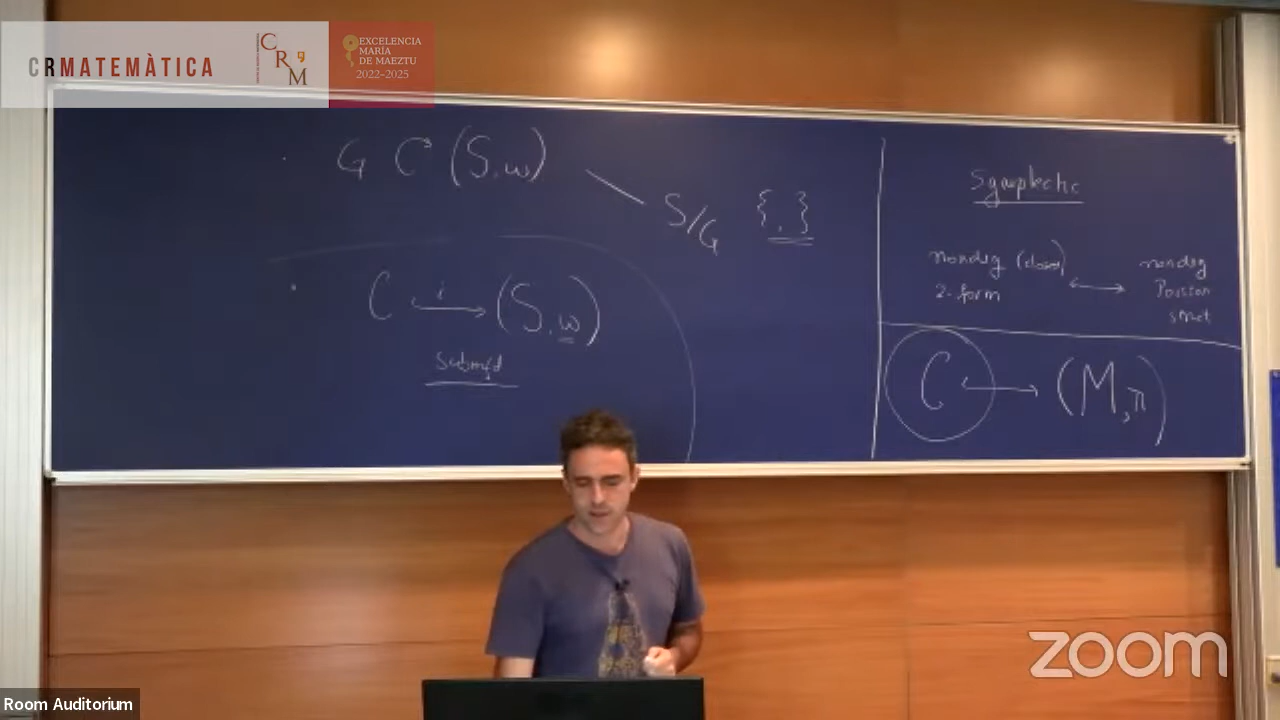 CRMATEMÀTICA
CRM
EXCELENCIA
MARÍA
DE MAEZTU
2022-2025
G C (S, ω)
S/G { , }
C i (S, ω)
submfd
Symplectic
nondeg (closed)
2-form
nondeg
Poisson
struct
C (M, π)
zoom
Room Auditorium